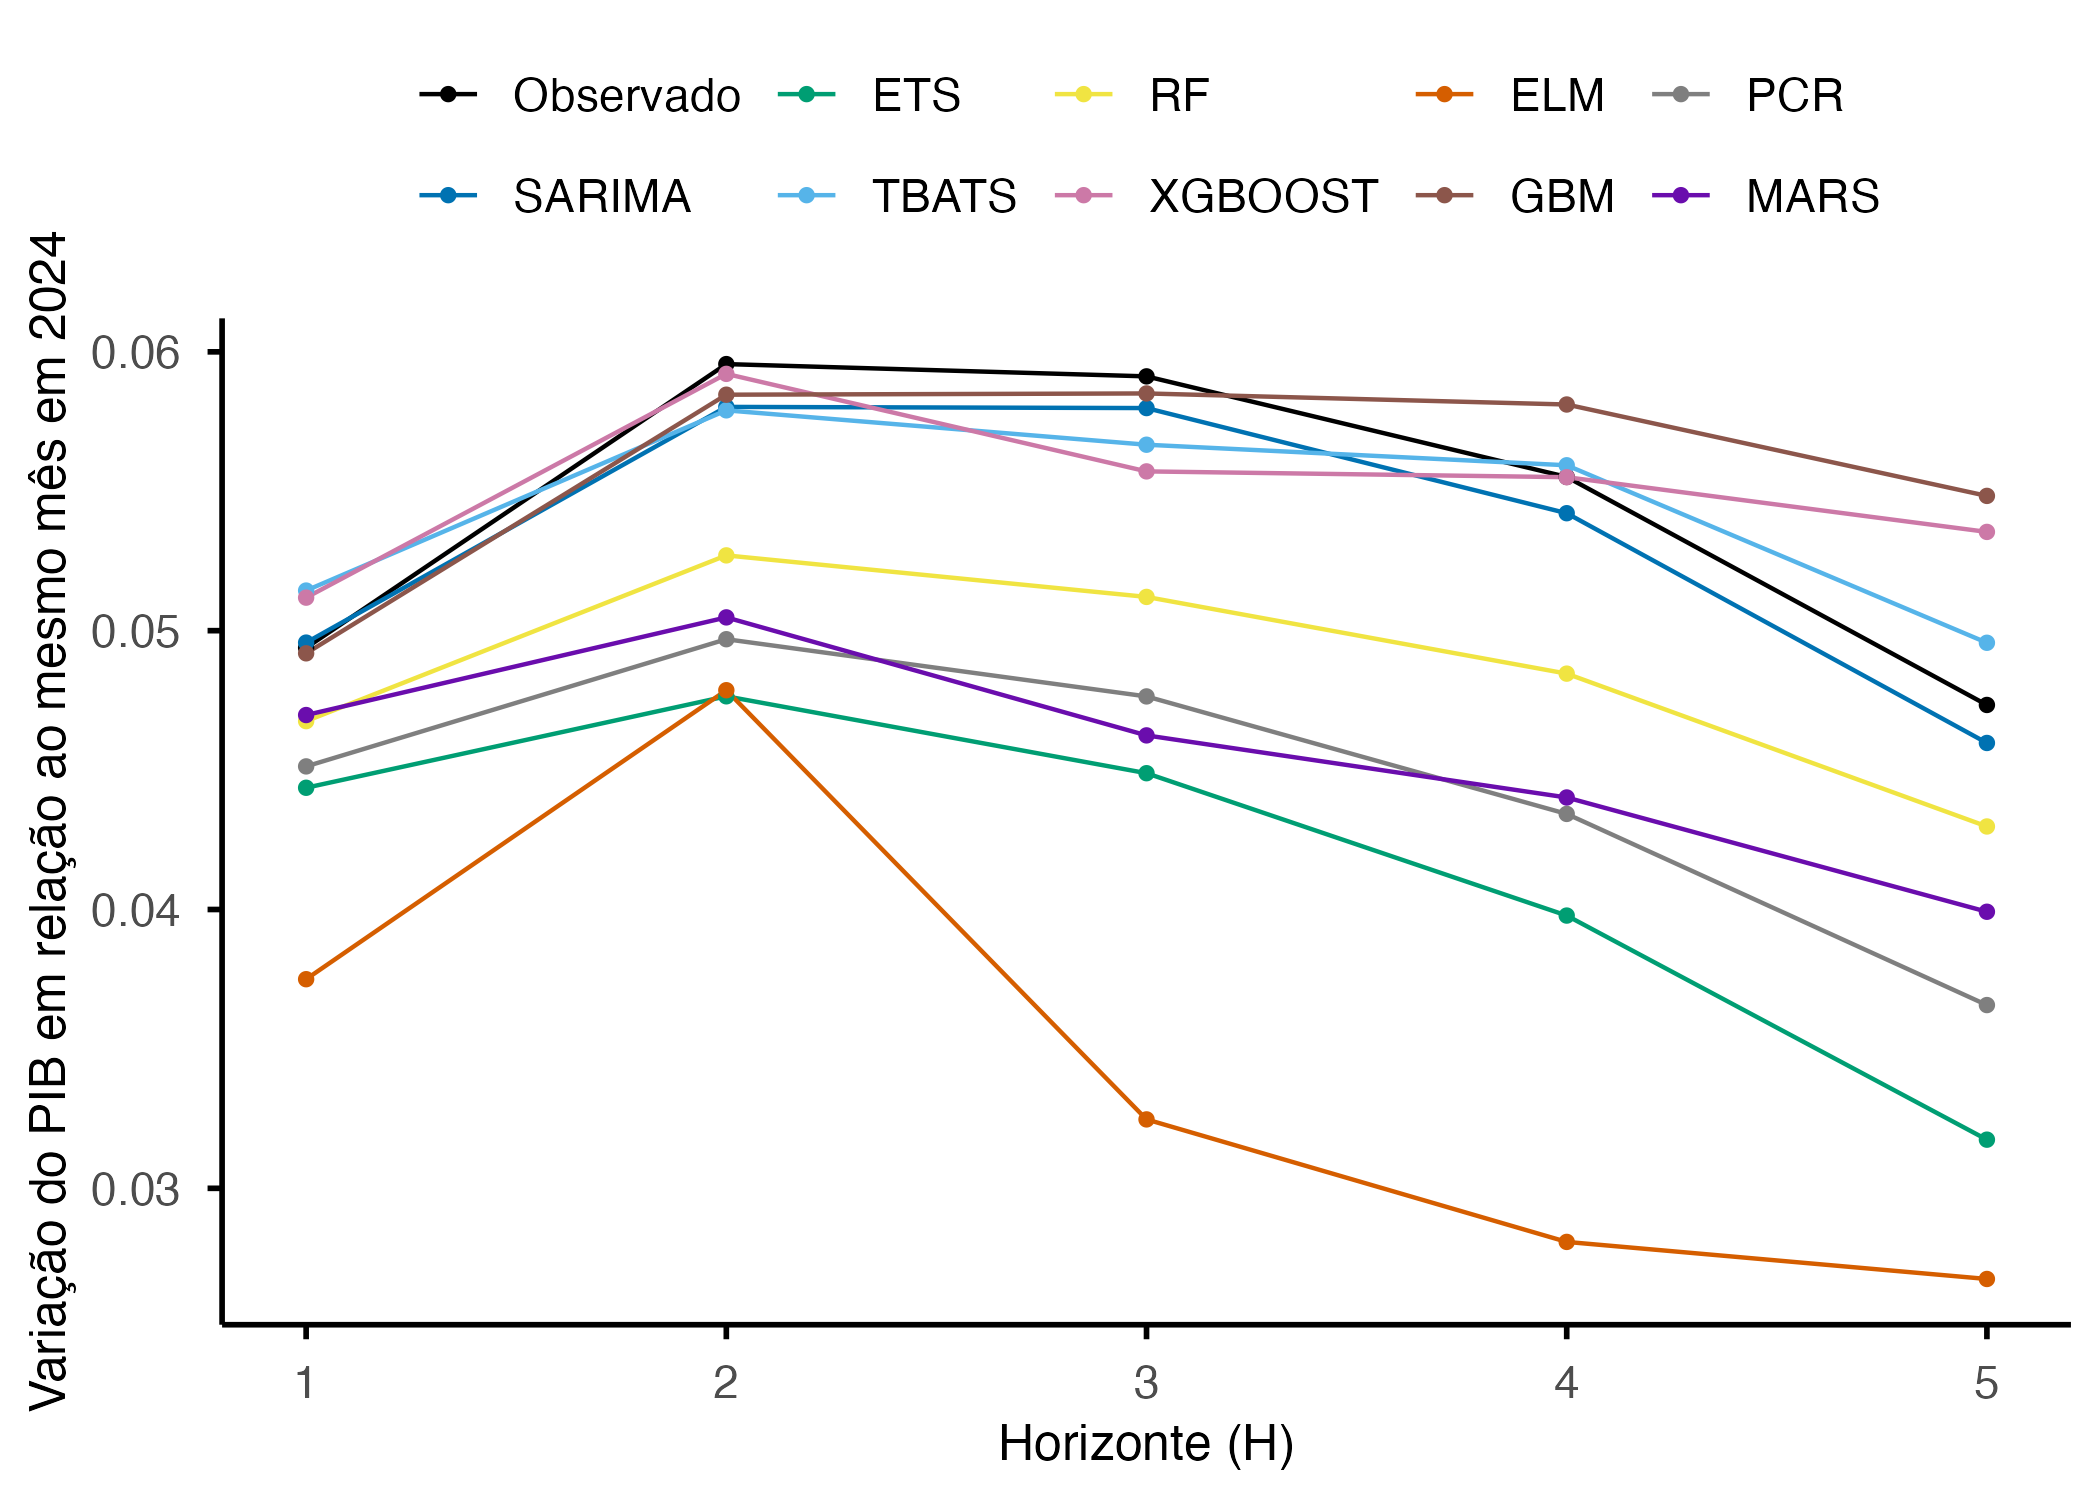 Observado ETS RF ELM PCR
SARIMA TBATS XGBOOST GBM MARS
Variação do PIB em relação ao mesmo mês em 2024
0.06
0.05
0.04
0.03
1 2 3 4 5
Horizonte (H)